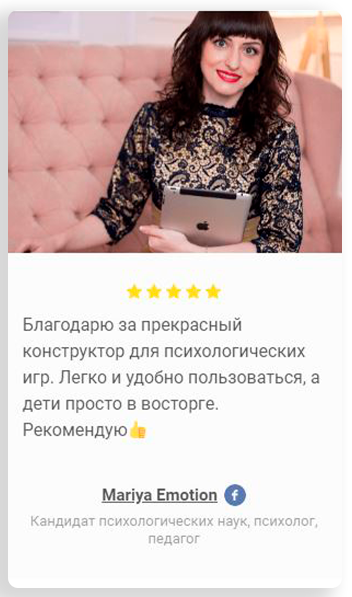 Благодарю за прекрасный
конструктор для психологических
игр. Легко и удобно пользоваться, а
дети просто в восторге.
Рекомендую👍
Mariya Emotion
Кандидат психологических наук, психолог,
педагог